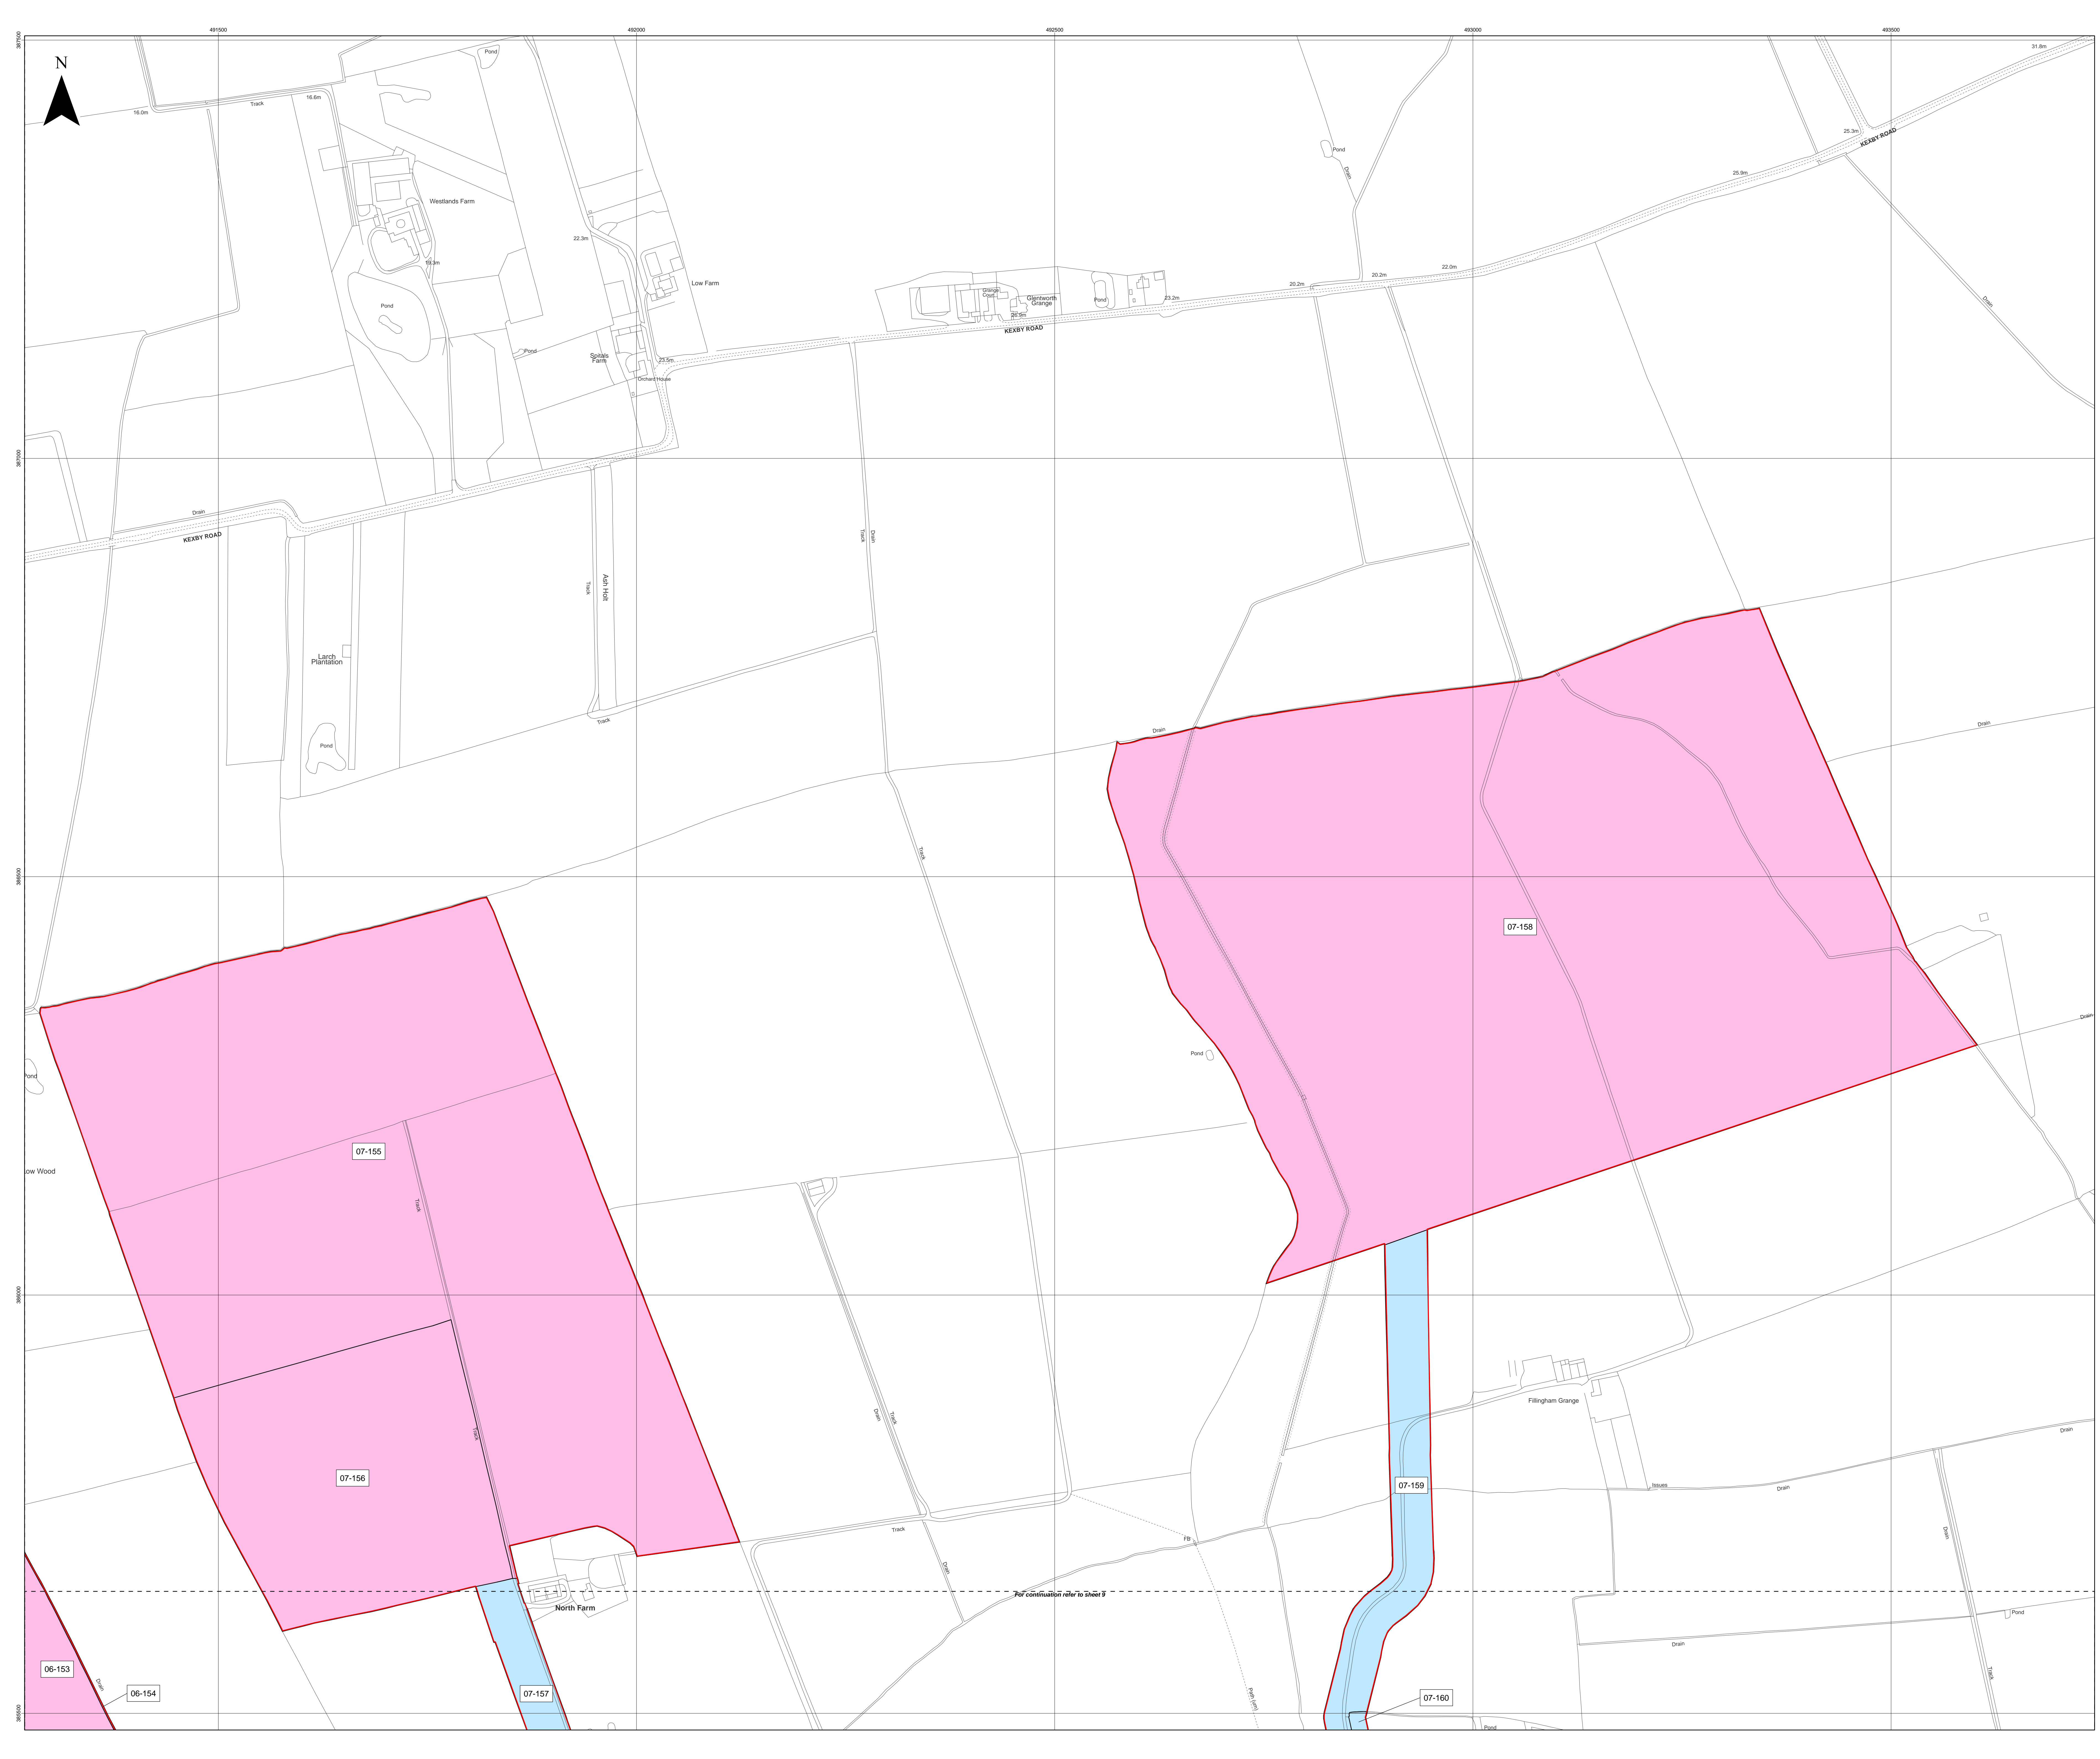 491500
492000
492500
493000
493500
387500
N
Pond
31.8m
16.0m
Track
16.6m
25.3m
KEXBY ROAD
Pond
Drain
25.9m
Westlands Farm
22.3m
19.3m
Low Farm
Pond
22.0m
20.2m
20.2m
Grange
Court
Glentworth
Grange
Pond
23.2m
26.9m
KEXBY ROAD
Drain
Pond
Spitals
Farm
23.5m
Orchard House
387000
Drain
KEXBY ROAD
Track
Drain
Track
Ash Holt
Larch
Plantation
Pond
Track
Drain
Drain
Track
386500
07-158
Drain
Pond
Pond
07-155
ow Wood
Track
386000
Fillingham Grange
Drain
Track
Track
Drain
07-156
07-159
Issues
Drain
Track
Drain
FB
Drain
For continuation refer to sheet 9
North Farm
Pond
Drain
06-153
Drain
06-154
07-157
Path (um)
07-160
Track
385500
Pond